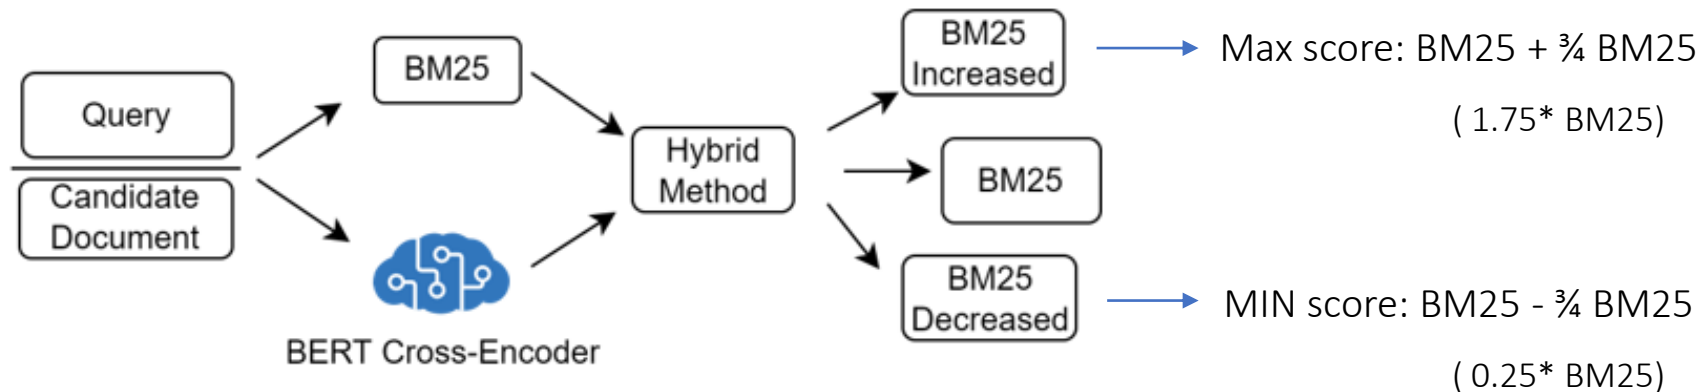 Query
Candidate
Document
BM25
BERT Cross-Encoder
Hybrid
Method
BM25
Increased
BM25
BM25
Decreased
Max score: BM25 + ¾ BM25
( 1.75* BM25)
MIN score: BM25 - ¾ BM25
( 0.25* BM25)